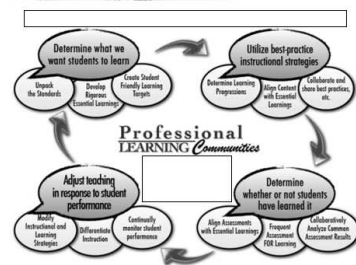 Determine what we
want students to learn
Unpack
the Standards
Develop
Rigorous
Essential Learnings
Create Student
Friendly Learning
Targets
Utilize best-practice
instructional strategies
Determine Learning
Progressions
Align Content
with Essential
Learnings
Collaborate and
share best practices,
etc.
Professional
LEARNING Communities
Adjust teaching
in response to student
performance
Modify
Instructional and
Learning
Strategies
Differentiate
Instruction
Continually
monitor student
performance
Determine
whether or not students
have learned it
Align Assessments
with Essential Learnings
Frequent
Assessment
FOR Learning
Collaboratively
Analyze Common
Assessment Results